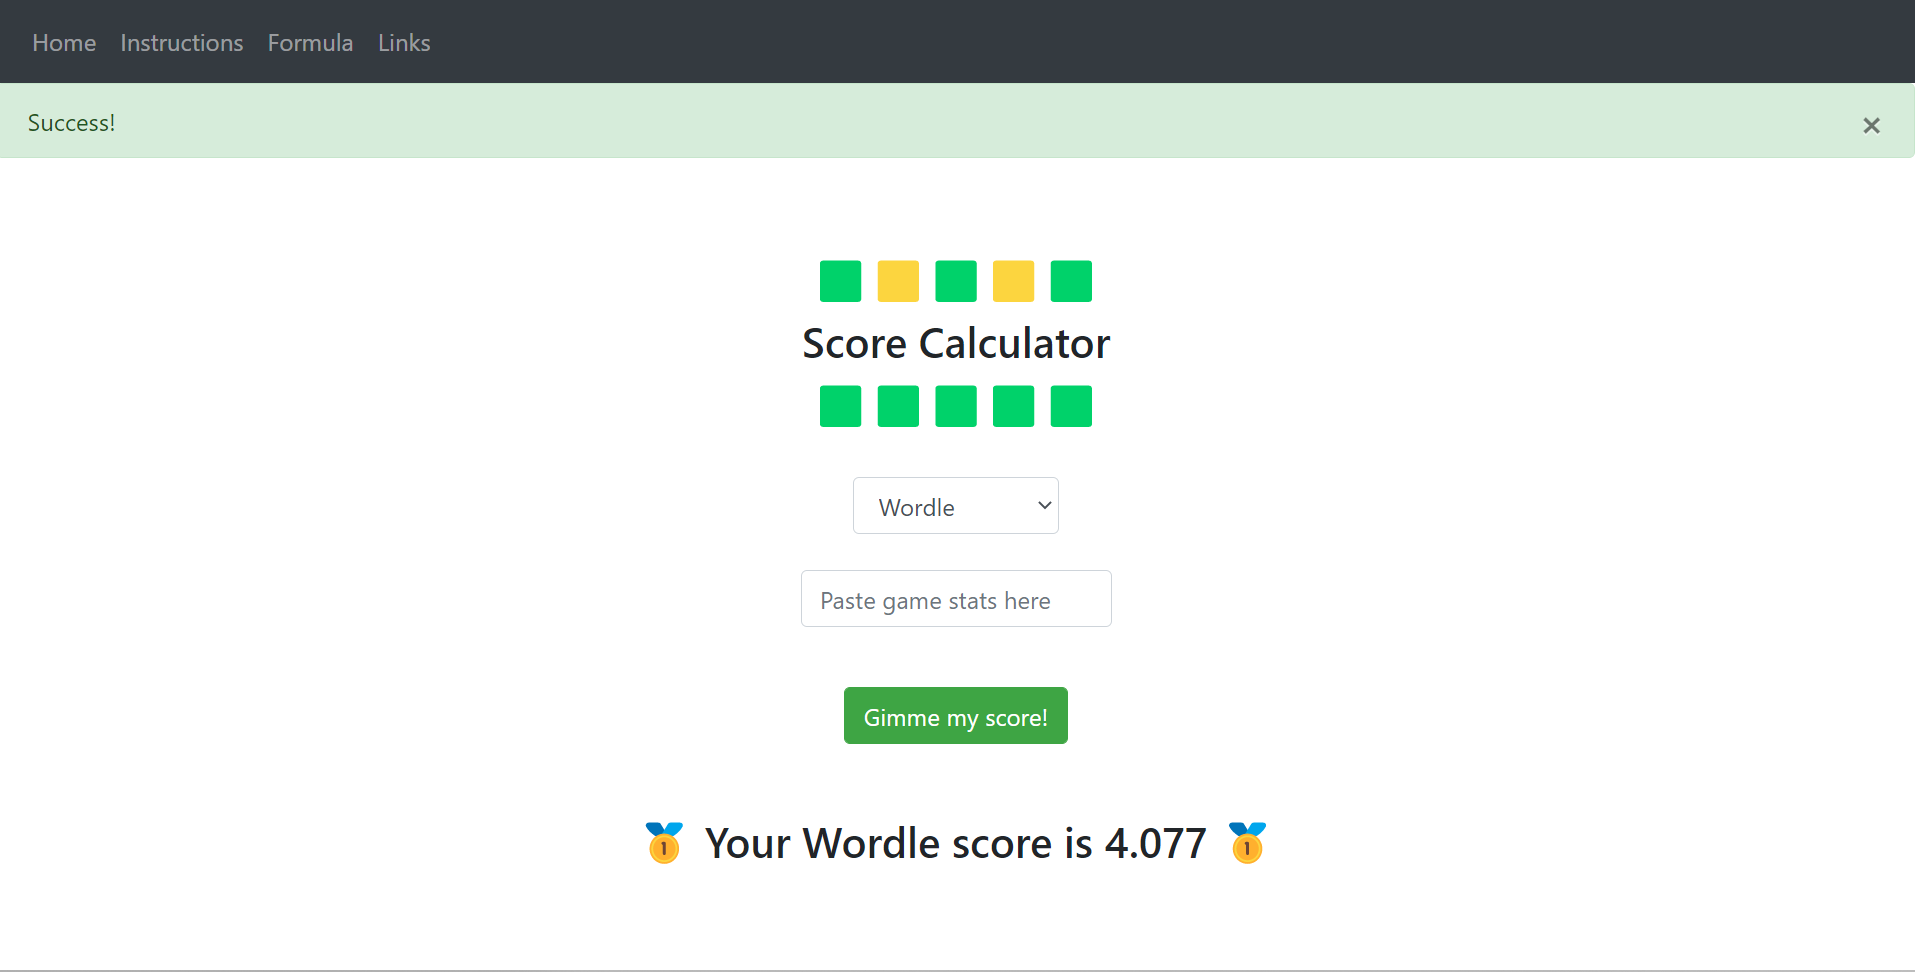 Home Instructions Formula Links
Success!
×
Score Calculator
Wordle
Paste game stats here
Gimme my score!
🥇 Your Wordle score is 4.077 🥇